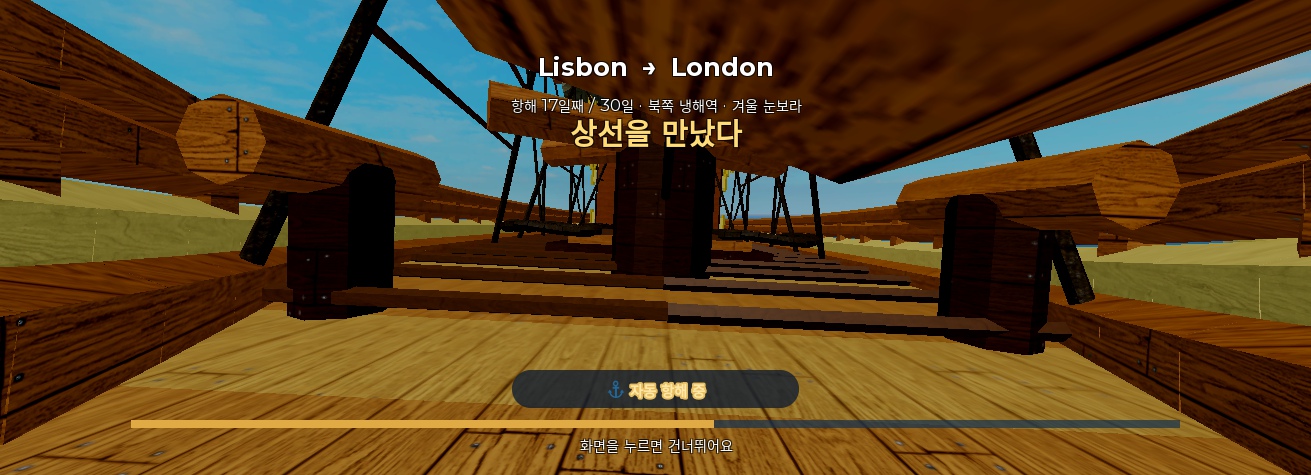 Lisbon → London
항해 17일째 / 30일 · 북쪽 냉해역 · 겨울 눈보라
상선을 만났다
⚓ 자동 항해 중
화면을 누르면 건너뛰어요